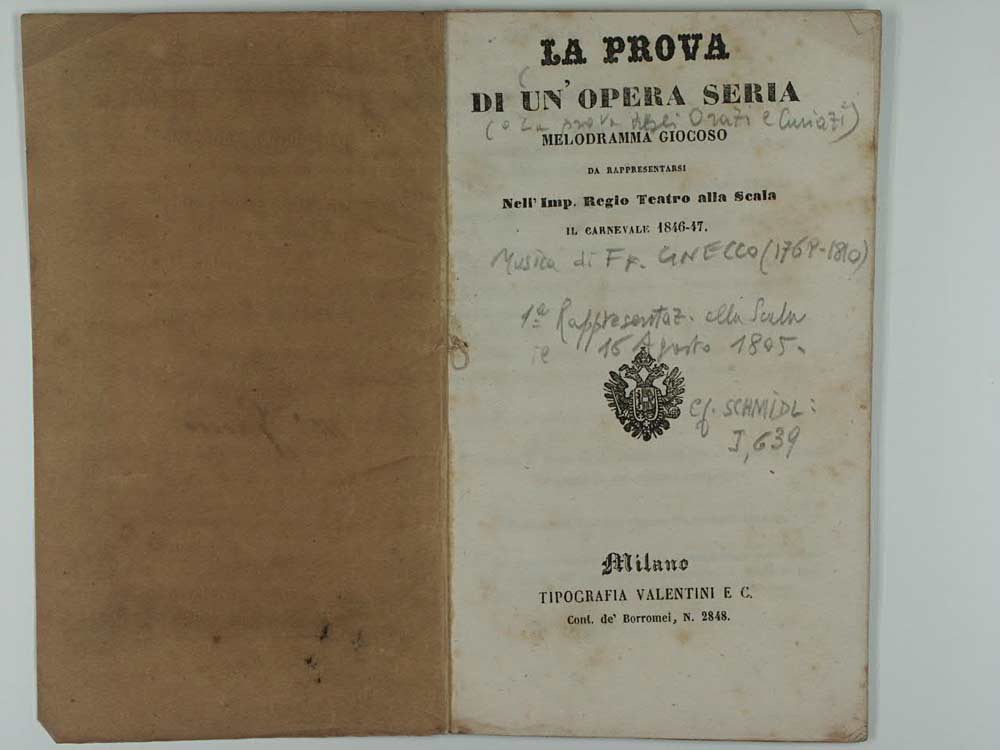 LA PROVA
DI UN' OPERA SERIA
(o La prova degli Orazi e Curiazi)
MELODRAMMA GIOCOSO
DA RAPPRESENTARSI
Nell' Imp. Regio Teatro alla Scala
IL CARNEVALE 1846-47.
Musica di Fr. GNECCO (1769-1810)
1ª Rappresentaz. alla Scala
il 16 Agosto 1805.
Cf. SCHMIDL:
I, 639
Milano
TIPOGRAFIA VALENTINI E C.
Cont. de' Borromei, N. 2848.